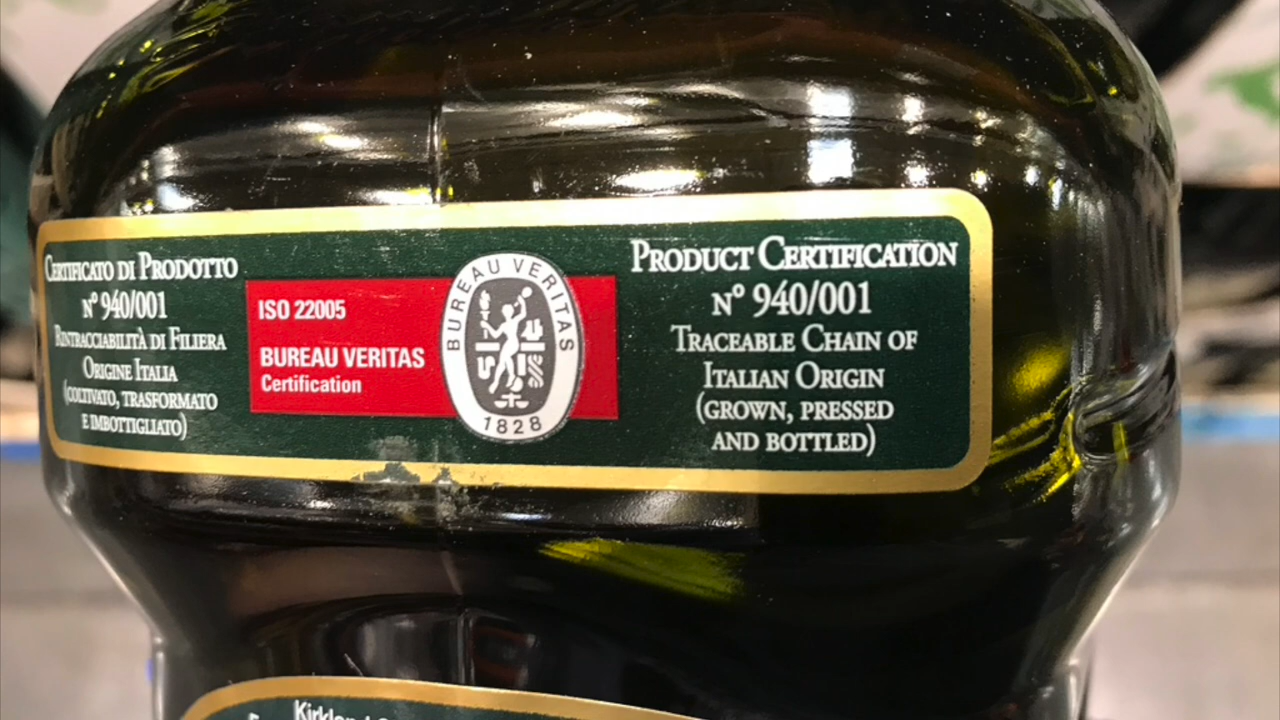 CERTIFICATO DI PRODOTTO
N° 940/001
RINTRACCIABILITÀ DI FILIERA
ORIGINE ITALIA
(COLTIVATO, TRASFORMATO
E IMBOTTIGLIATO)
ISO 22005
BUREAU VERITAS
Certification
BUREAU VERITAS
1828
PRODUCT CERTIFICATION
N° 940/001
TRACEABLE CHAIN OF
ITALIAN ORIGIN
(GROWN, PRESSED
AND BOTTLED)